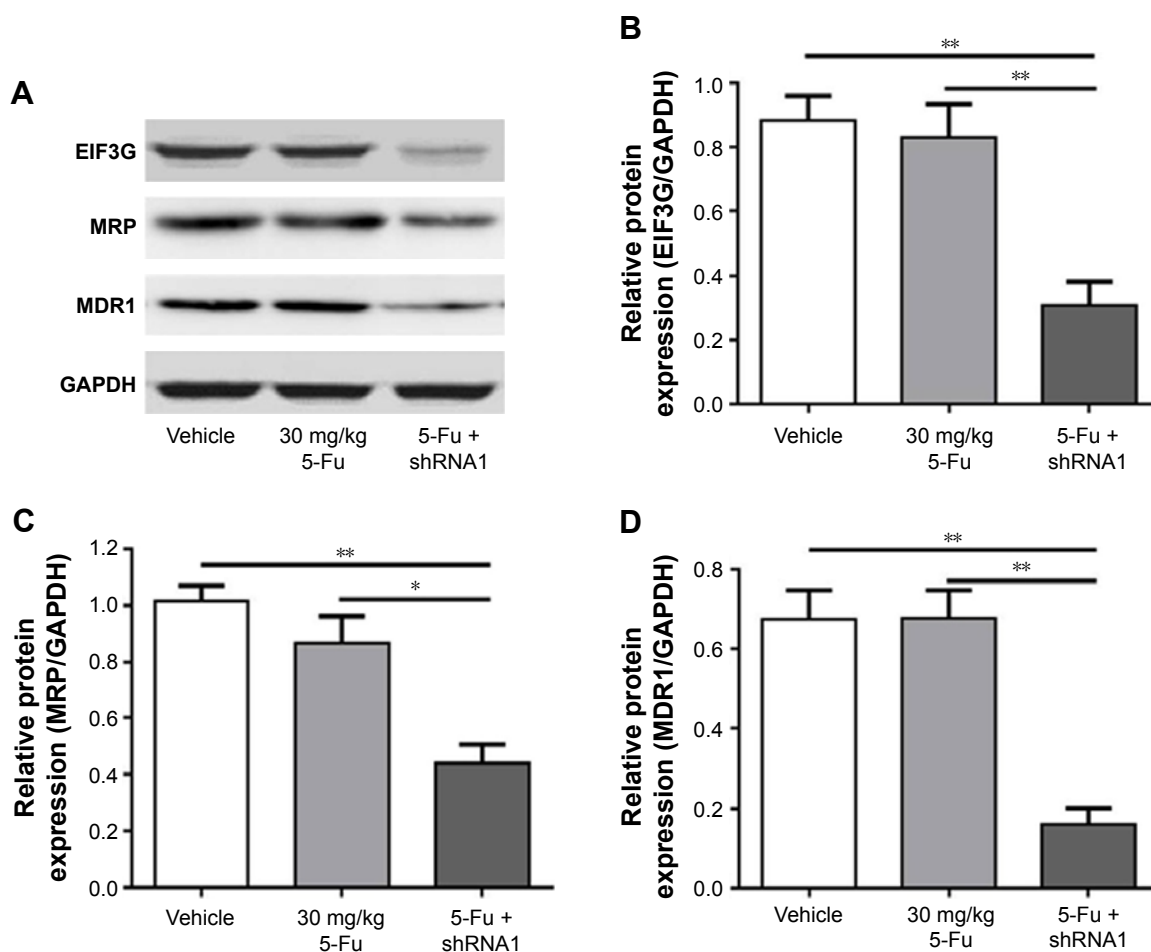 A
EIF3G
MRP
MDR1
GAPDH
Vehicle
30 mg/kg
5-Fu
5-Fu +
shRNA1
B
**
**
Relative protein
expression (EIF3G/GAPDH)
1.0
0.8
0.6
0.4
0.2
0.0
Vehicle
30 mg/kg
5-Fu
5-Fu +
shRNA1
C
**
*
Relative protein
expression (MRP/GAPDH)
1.2
1.0
0.8
0.6
0.4
0.2
0.0
Vehicle
30 mg/kg
5-Fu
5-Fu +
shRNA1
D
**
**
Relative protein
expression (MDR1/GAPDH)
0.8
0.6
0.4
0.2
0.0
Vehicle
30 mg/kg
5-Fu
5-Fu +
shRNA1